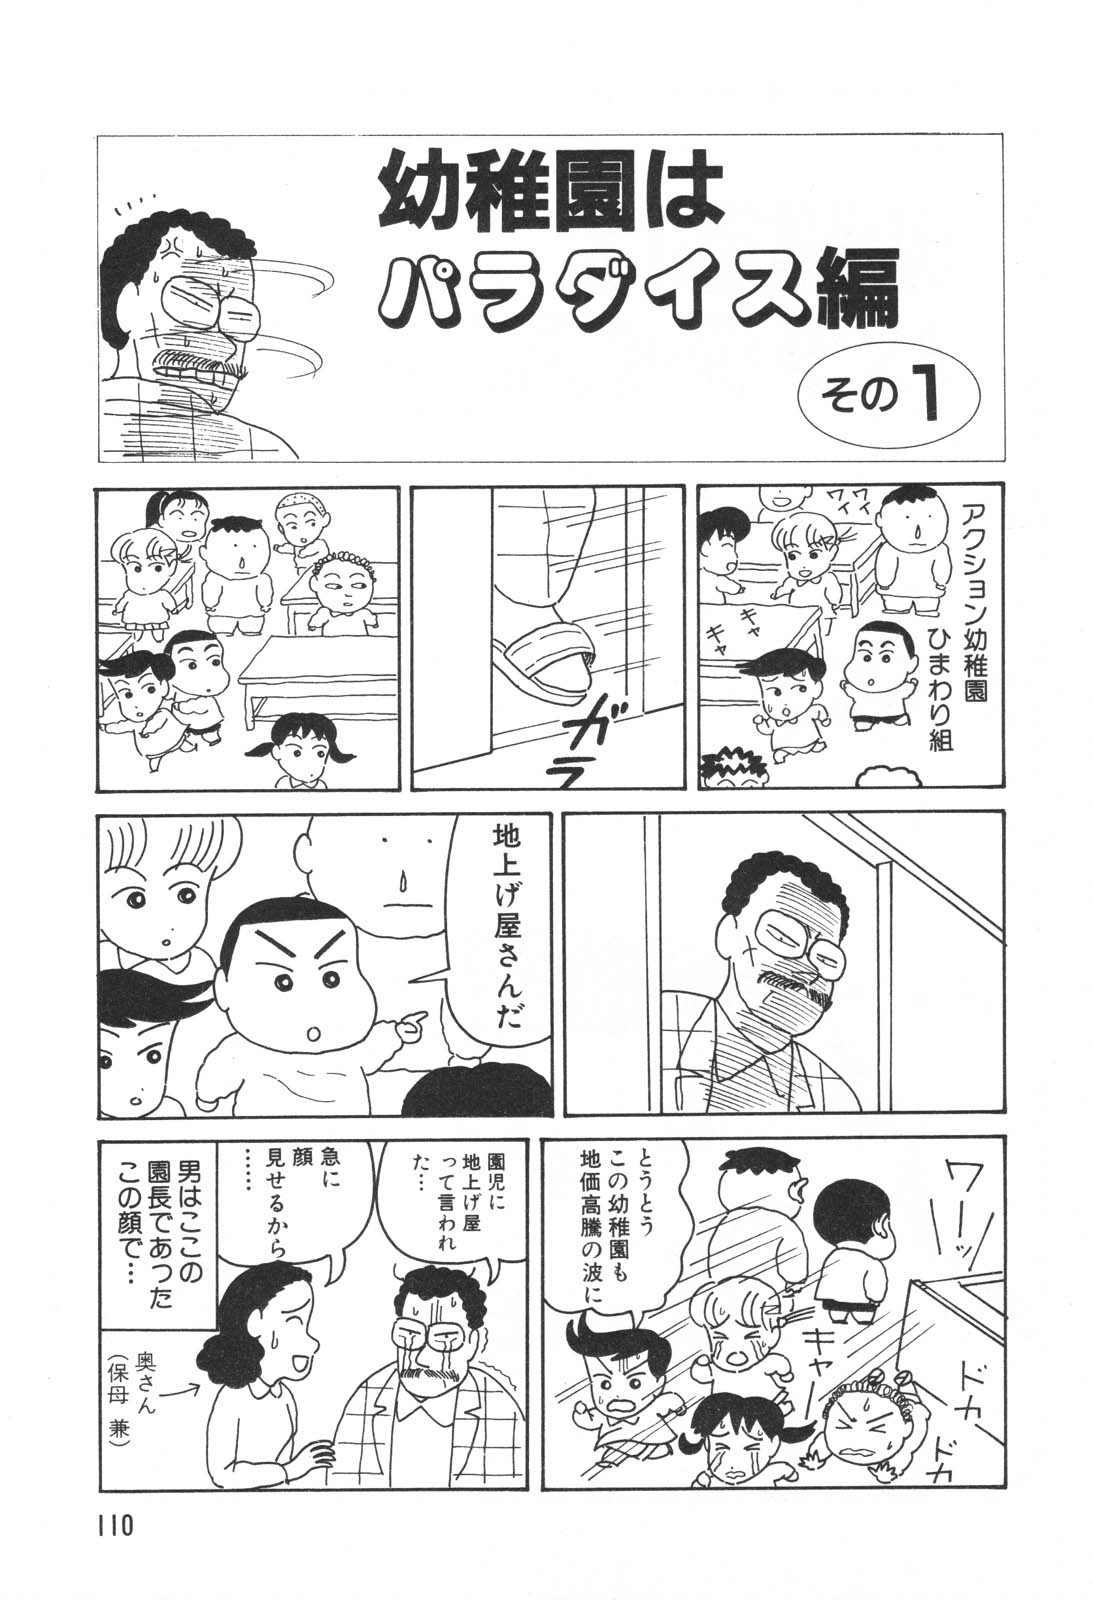 幼稚園は
パラダイス編
その1
アクション幼稚園
ひまわり組
ワイ
ワイ
キャ
キャ
ガラ
地上げ屋さんだ
とうとう
この幼稚園も
地価高騰の波に
ワーッ
キャー
ドカ
ドカ
園児に
地上げ屋
って言われ
た…
急に
顔
見せるから
……
男はここの
園長であった
この顔で…
奥さん
(保母 兼)
110